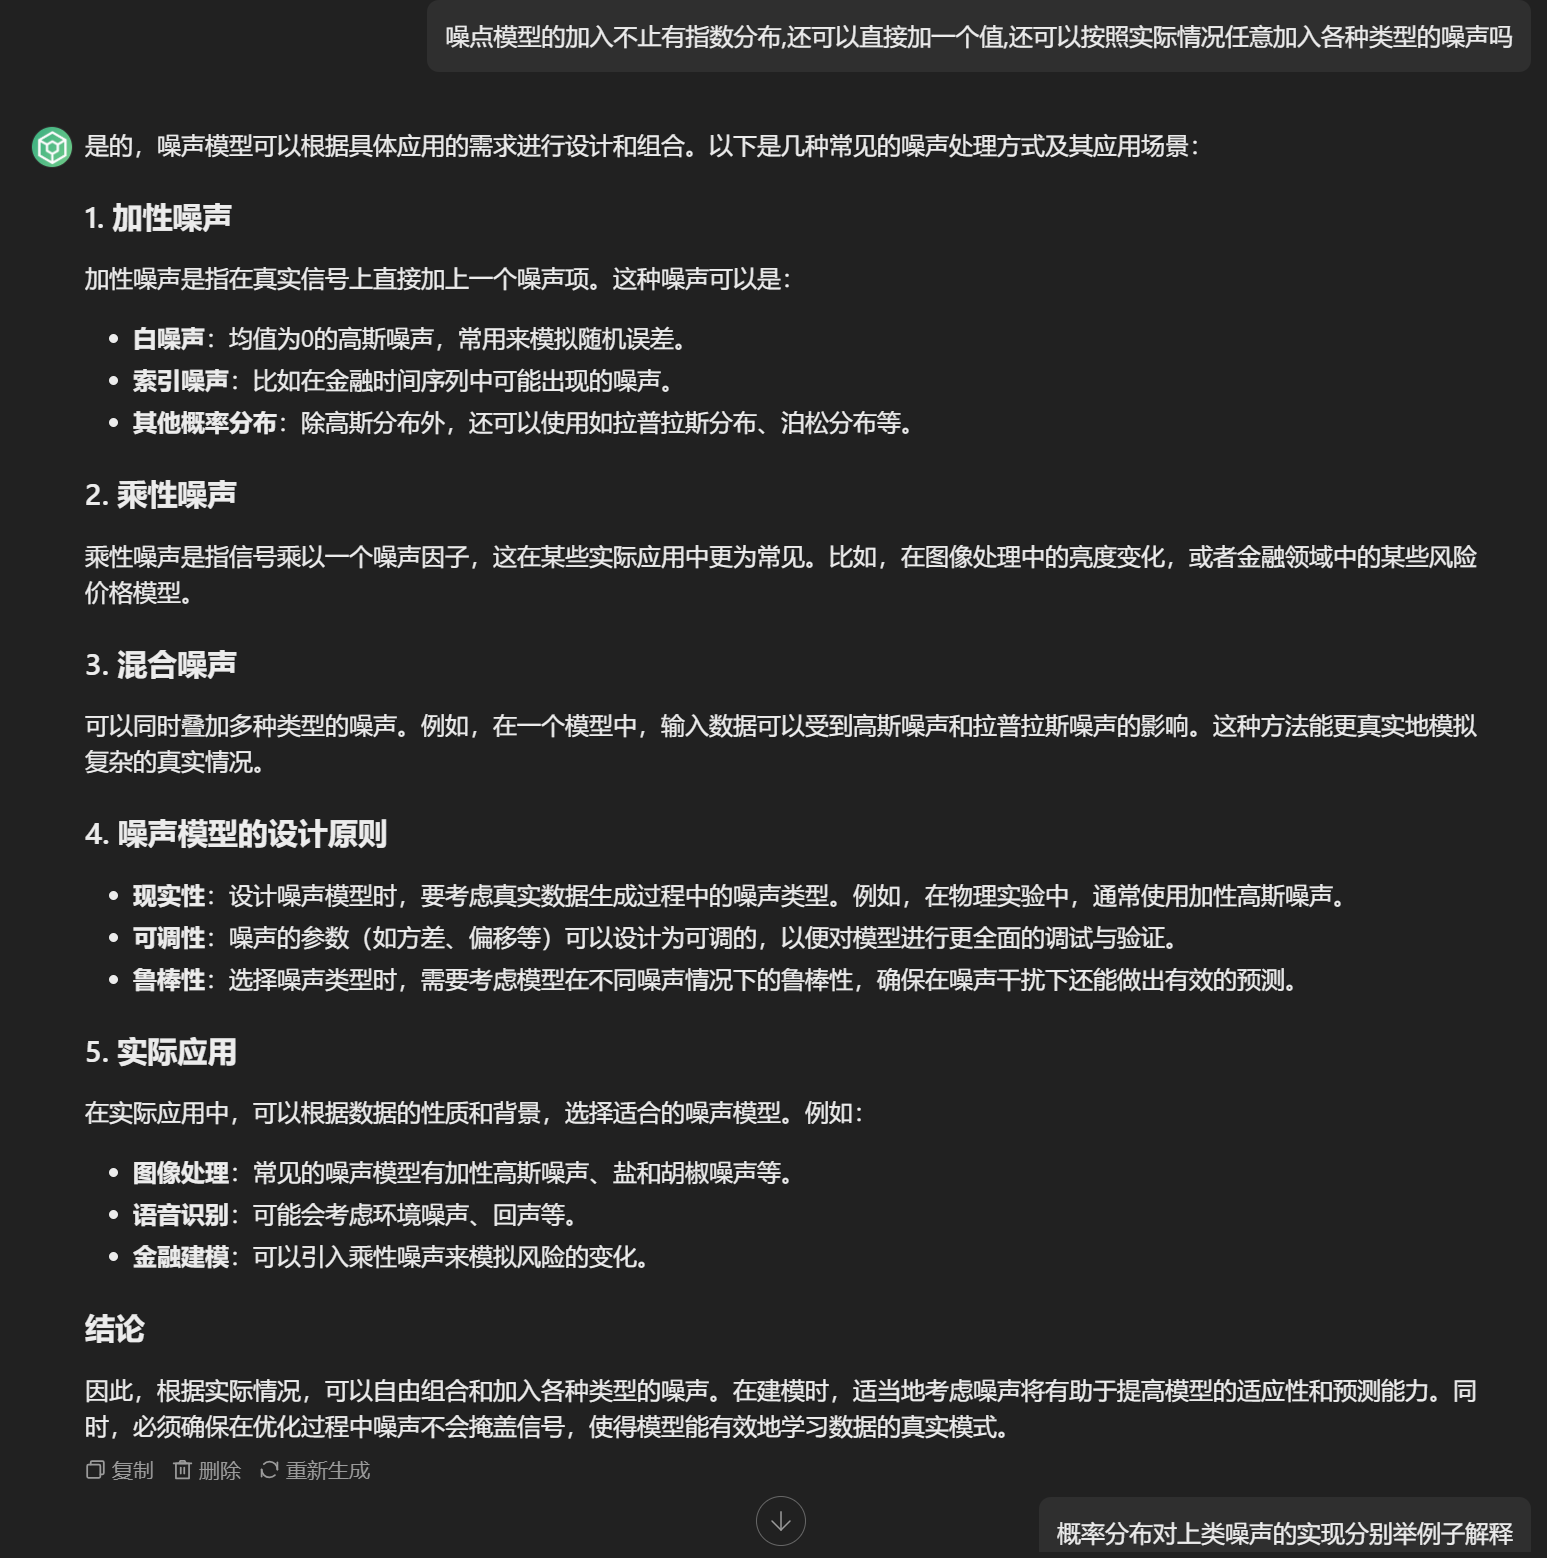 噪点模型的加入不止有指数分布,还可以直接加一个值,还可以按照实际情况任意加入各种类型的噪声吗
是的，噪声模型可以根据具体应用的需求进行设计和组合。以下是几种常见的噪声处理方式及其应用场景：
1. 加性噪声
加性噪声是指在真实信号上直接加上一个噪声项。这种噪声可以是：
• 白噪声：均值为0的高斯噪声，常用来模拟随机误差。
• 索引噪声：比如在金融时间序列中可能出现的噪声。
• 其他概率分布：除高斯分布外，还可以使用如拉普拉斯分布、泊松分布等。
2. 乘性噪声
乘性噪声是指信号乘以一个噪声因子，这在某些实际应用中更为常见。比如，在图像处理中的亮度变化，或者金融领域中的某些风险
价格模型。
3. 混合噪声
可以同时叠加多种类型的噪声。例如，在一个模型中，输入数据可以受到高斯噪声和拉普拉斯噪声的影响。这种方法能更真实地模拟
复杂的真实情况。
4. 噪声模型的设计原则
• 现实性：设计噪声模型时，要考虑真实数据生成过程中的噪声类型。例如，在物理实验中，通常使用加性高斯噪声。
• 可调性：噪声的参数（如方差、偏移等）可以设计为可调的，以便对模型进行更全面的调试与验证。
• 鲁棒性：选择噪声类型时，需要考虑模型在不同噪声情况下的鲁棒性，确保在噪声干扰下还能做出有效的预测。
5. 实际应用
在实际应用中，可以根据数据的性质和背景，选择适合的噪声模型。例如：
• 图像处理：常见的噪声模型有加性高斯噪声、盐和胡椒噪声等。
• 语音识别：可能会考虑环境噪声、回声等。
• 金融建模：可以引入乘性噪声来模拟风险的变化。
结论
因此，根据实际情况，可以自由组合和加入各种类型的噪声。在建模时，适当地考虑噪声将有助于提高模型的适应性和预测能力。同
时，必须确保在优化过程中噪声不会掩盖信号，使得模型能有效地学习数据的真实模式。
复制 删除 重新生成
概率分布对上类噪声的实现分别举例子解释